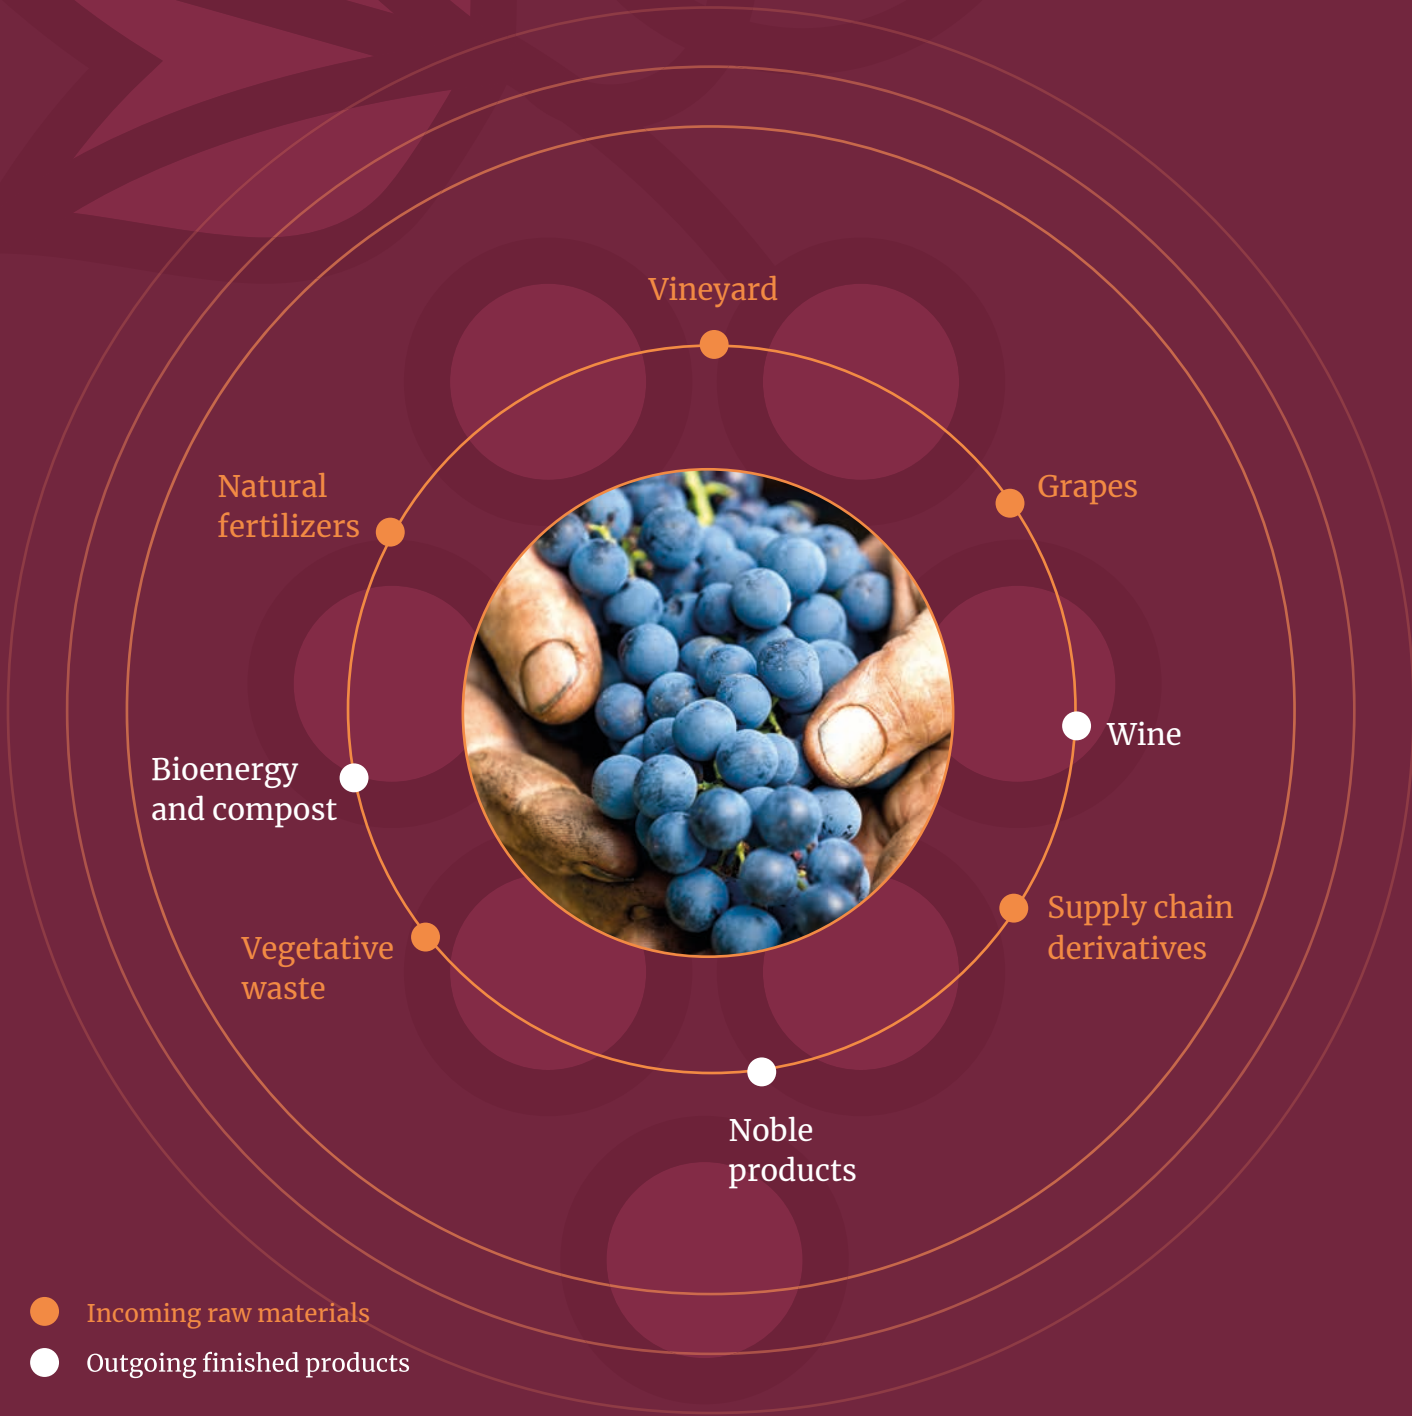 Vineyard
Grapes
Wine
Supply chain
derivatives
Noble
products
Vegetative
waste
Bioenergy
and compost
Natural
fertilizers
Incoming raw materials
Outgoing finished products